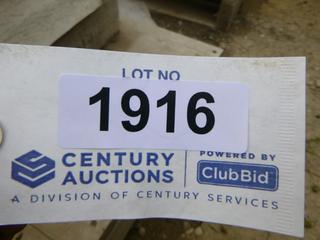 LOT NO
1916
CENTURY AUCTIONS
POWERED BY
ClubBid
A DIVISION OF CENTURY SERVICES